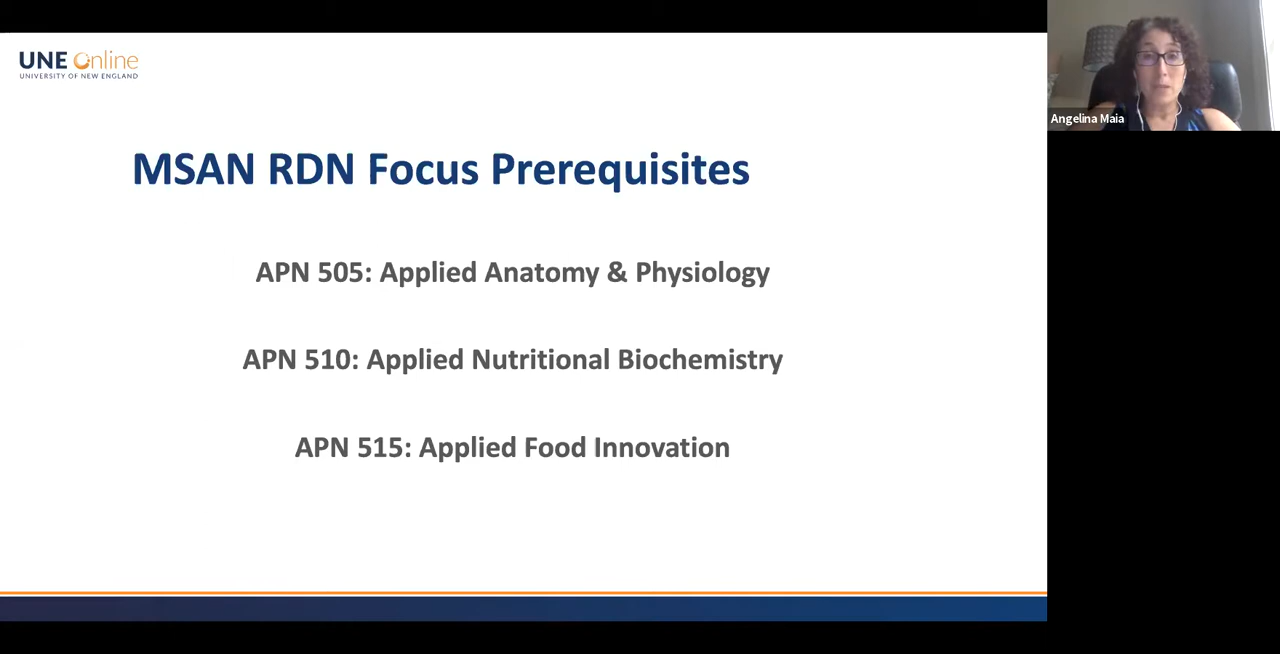 UNE Online
UNIVERSITY OF NEW ENGLAND
Angelina Maia
MSAN RDN Focus Prerequisites
APN 505: Applied Anatomy & Physiology
APN 510: Applied Nutritional Biochemistry
APN 515: Applied Food Innovation